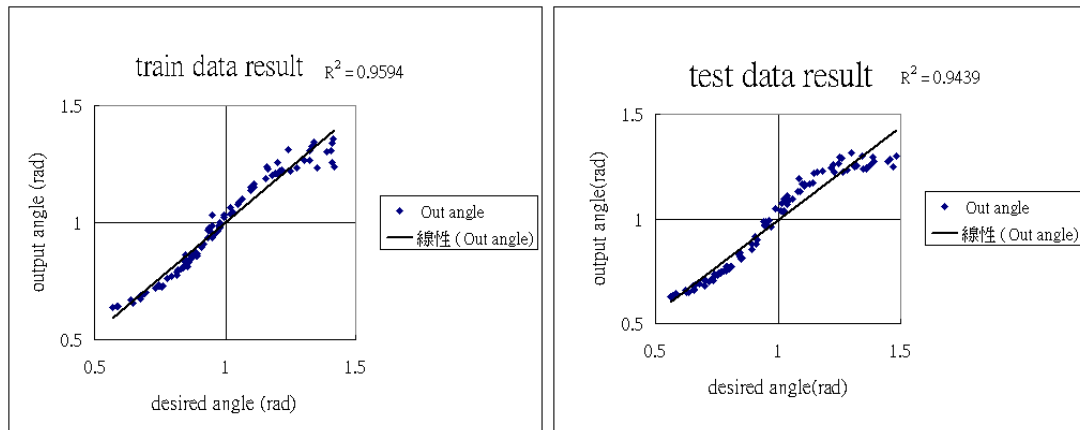 train data result
R² = 0.9594
1.5
1
0.5
output angle (rad)
0.5
1
1.5
desired angle (rad)
Out angle
線性 (Out angle)
test data result
R² = 0.9439
1.5
1
0.5
output angle(rad)
0.5
1
1.5
desired angle(rad)
Out angle
線性 (Out angle)